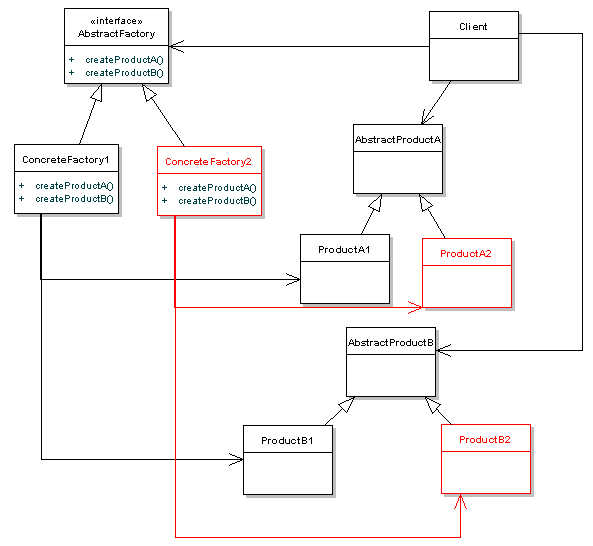 «interface»
AbstractFactory
+ createProductA()
+ createProductB()
Client
AbstractProductA
ConcreteFactory1
+ createProductA()
+ createProductB()
ConcreteFactory2
+ createProductA()
+ createProductB()
ProductA1
ProductA2
AbstractProductB
ProductB1
ProductB2